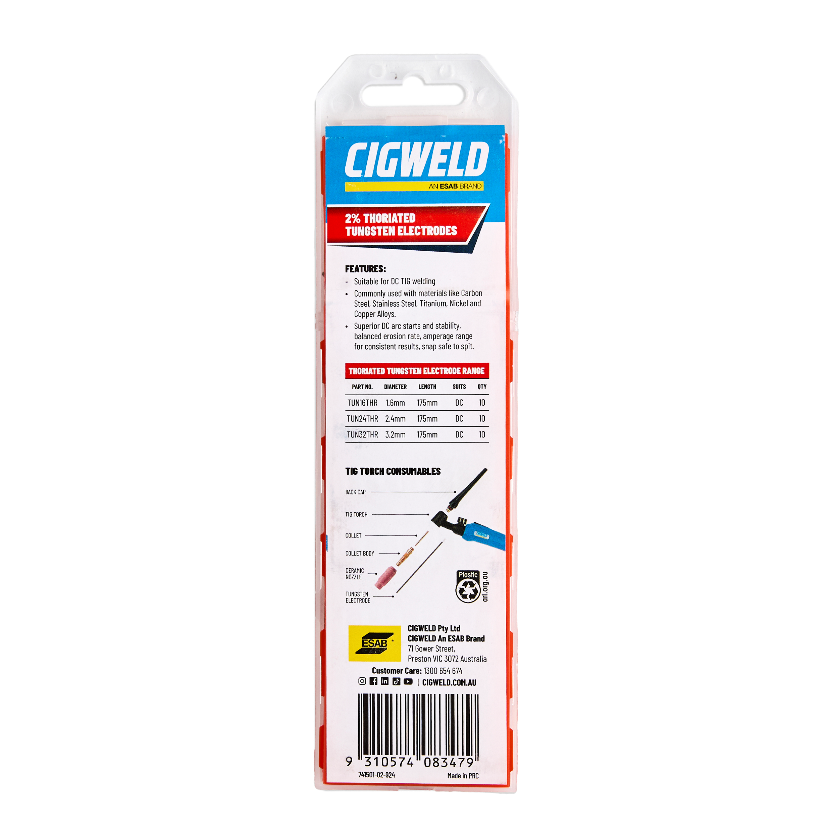 CIGWELD
AN ESAB BRAND
2% THORIATED
TUNGSTEN ELECTRODES
FEATURES:
• Suitable for DC TIG welding
• Commonly used with materials like Carbon
Steel, Stainless Steel, Titanium, Nickel and
Copper Alloys.
• Superior DC arc starts and stability,
balanced erosion rate, amperage range
for consistent results, snap safe to spit.
THORIATED TUNGSTEN ELECTRODE RANGE
PART NO. DIAMETER LENGTH SUITS QTY
TUN16THR 1.6mm 175mm DC 10
TUN24THR 2.4mm 175mm DC 10
TUN32THR 3.2mm 175mm DC 10
TIG TORCH CONSUMABLES
BACK CAP
TIG TORCH
COLLET
COLLET BODY
CERAMIC
NOZZLE
TUNGSTEN
ELECTRODE
Plastic
arl.org.au
ESAB
CIGWELD Pty Ltd
CIGWELD An ESAB Brand
71 Gower Street,
Preston VIC 3072 Australia
Customer Care: 1300 654 674
| CIGWELD.COM.AU
9 310574 083479
741501-02-624
Made in PRC